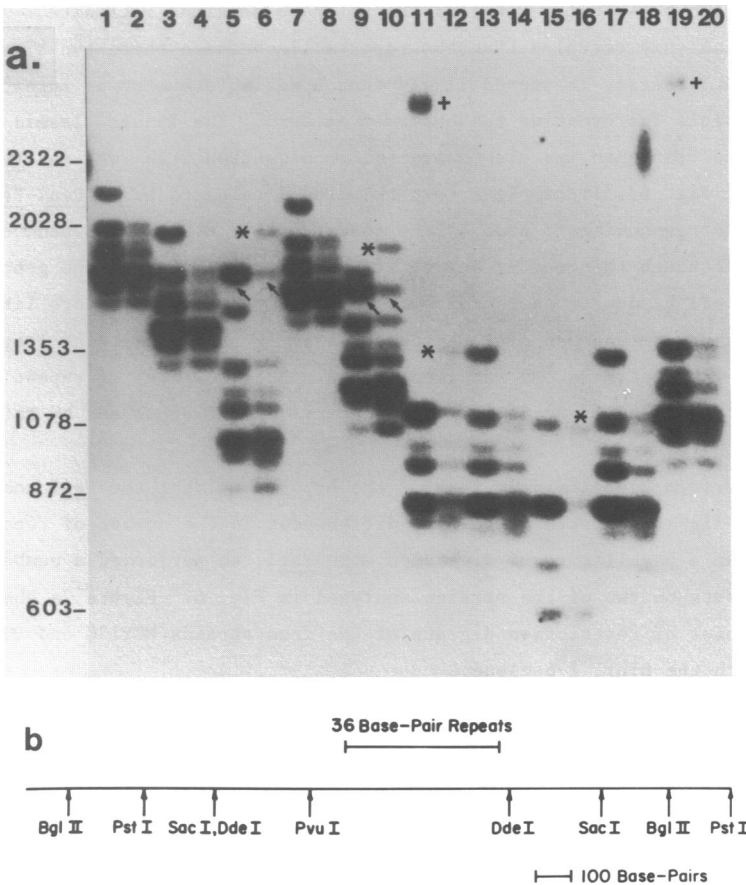 1 2 3 4 5 6 7 8 9 10 11 12 13 14 15 16 17 18 19 20
a.
+
+
2322
2028
*
*
1353
*
1078
*
872
603
b
36 Base-Pair Repeats
Bgl II Pst I Sac I, Dde I Pvu I Dde I Sac I Bgl II Pst I
100 Base-Pairs